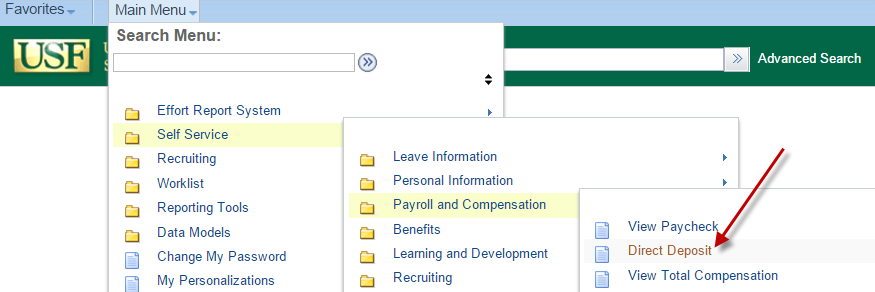 Favorites
Main Menu
Search Menu:
USF
U
S
Advanced Search
Effort Report System
Self Service
Recruiting
Worklist
Reporting Tools
Data Models
Change My Password
My Personalizations
Leave Information
Personal Information
Payroll and Compensation
Benefits
Learning and Development
Recruiting
View Paycheck
Direct Deposit
View Total Compensation